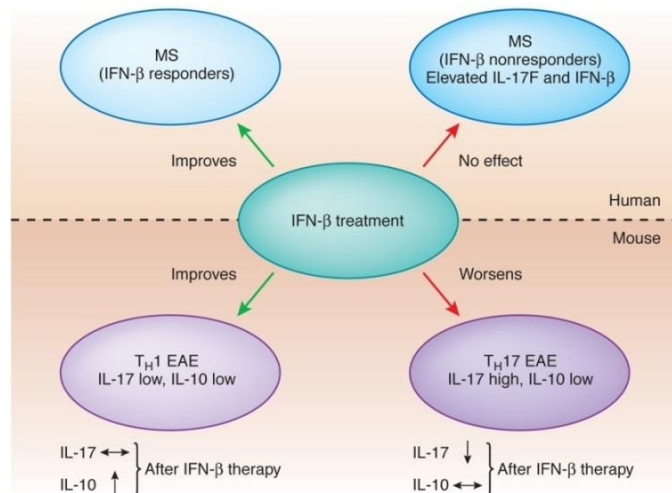 MS
(IFN-β responders)
MS
(IFN-β nonresponders)
Elevated IL-17F and IFN-β
Improves
No effect
IFN-β treatment
Human
Mouse
Improves
Worsens
TH1 EAE
IL-17 low, IL-10 low
TH17 EAE
IL-17 high, IL-10 low
IL-17 ↔
IL-10 ↑
After IFN-β therapy
IL-17 ↓
IL-10 ↔
After IFN-β therapy